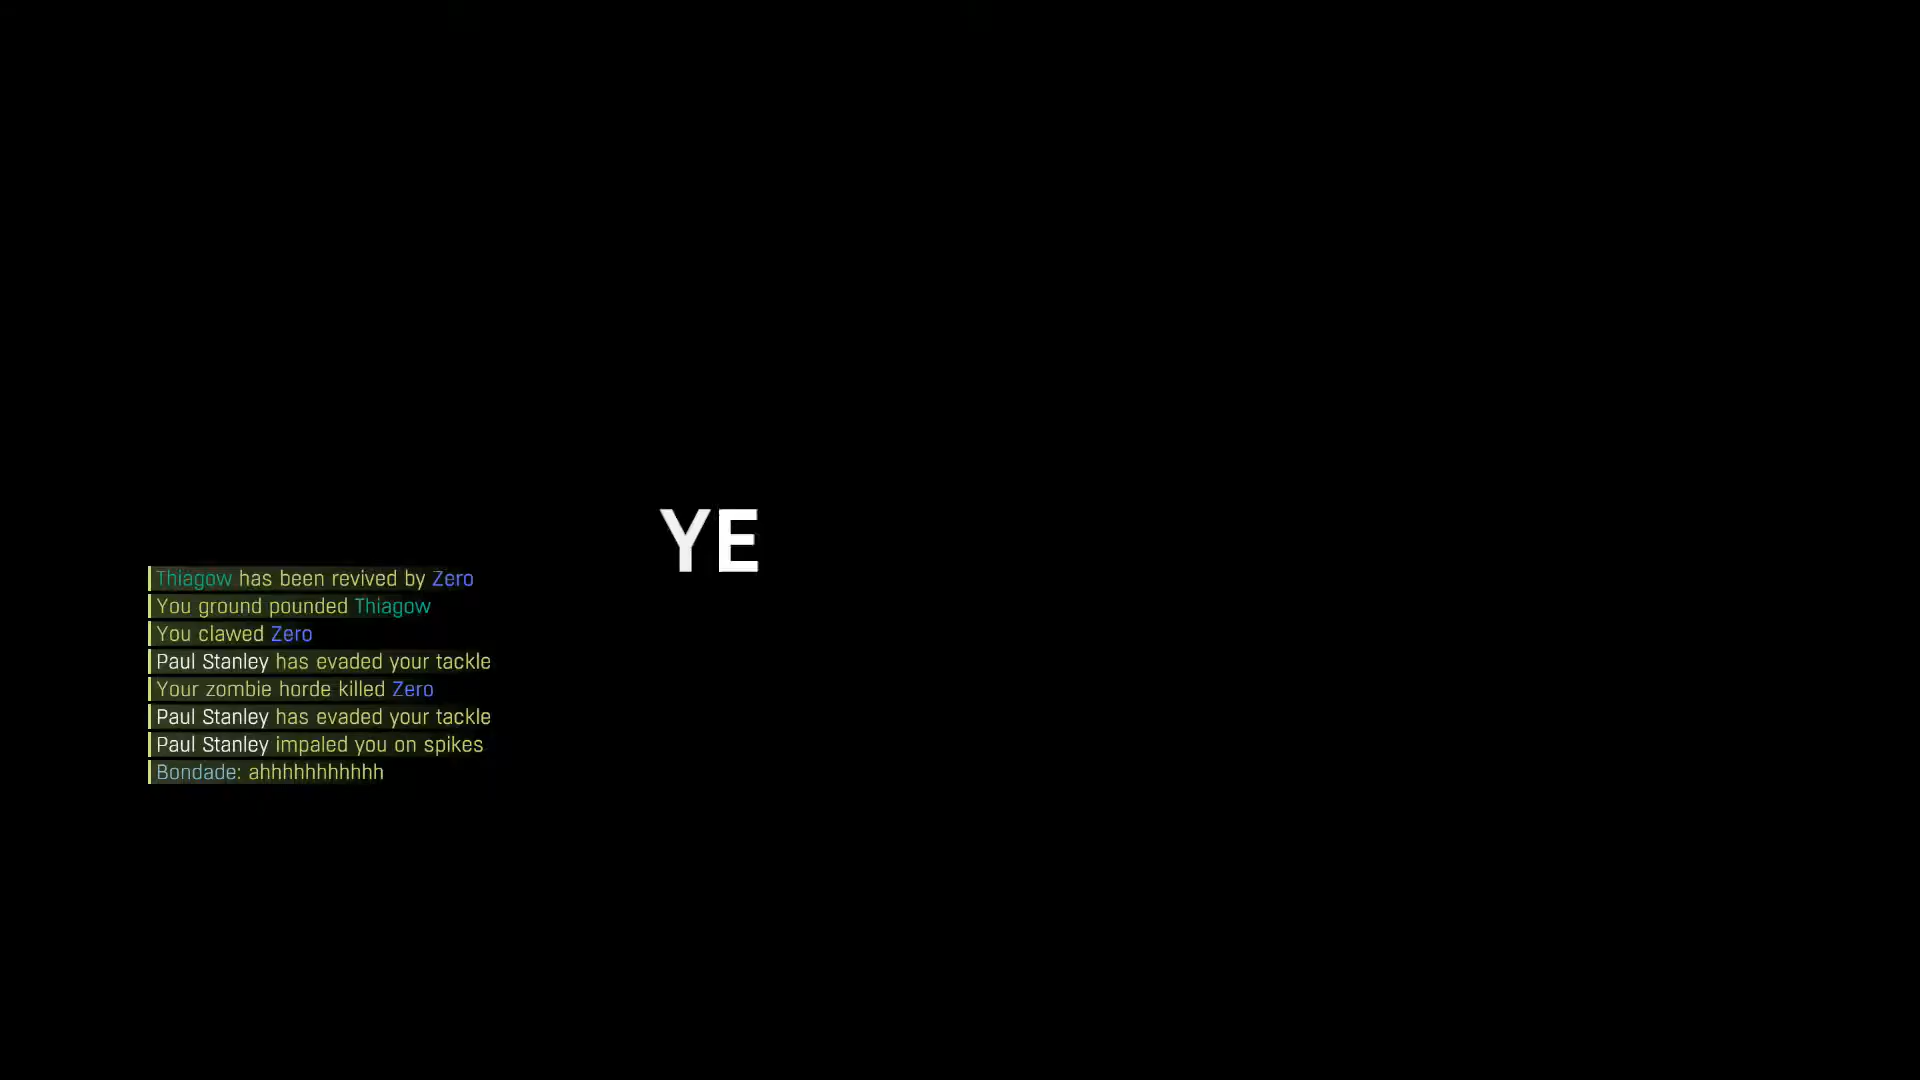 YE
Thiagow has been revived by Zero
You ground pounded Thiagow
You clawed Zero
Paul Stanley has evaded your tackle
Your zombie horde killed Zero
Paul Stanley has evaded your tackle
Paul Stanley impaled you on spikes
Bondade: ahhhhhhhhhhh